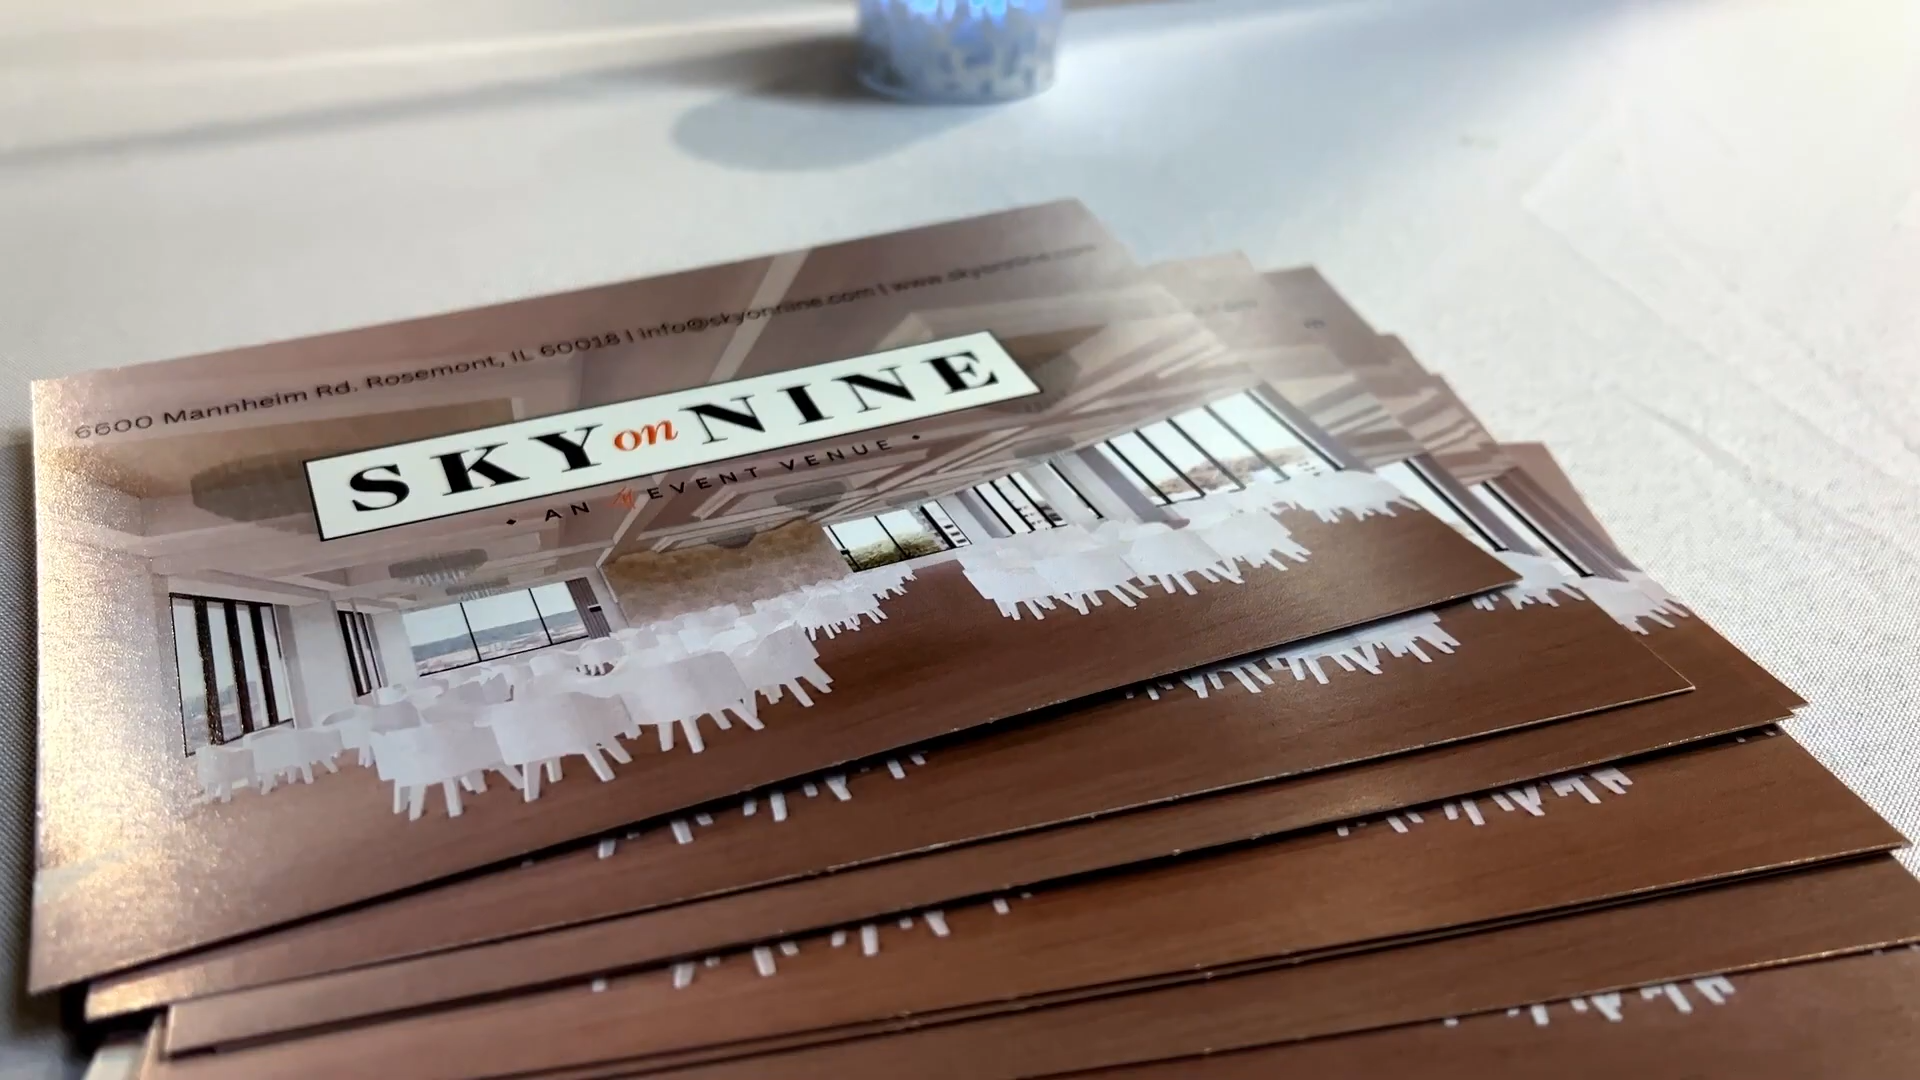 6600 Mannheim Rd. Rosemont, IL 60018 | info@skyonnine.com | www.skyonnine.com
SKY on NINE
• AN EVENT VENUE •